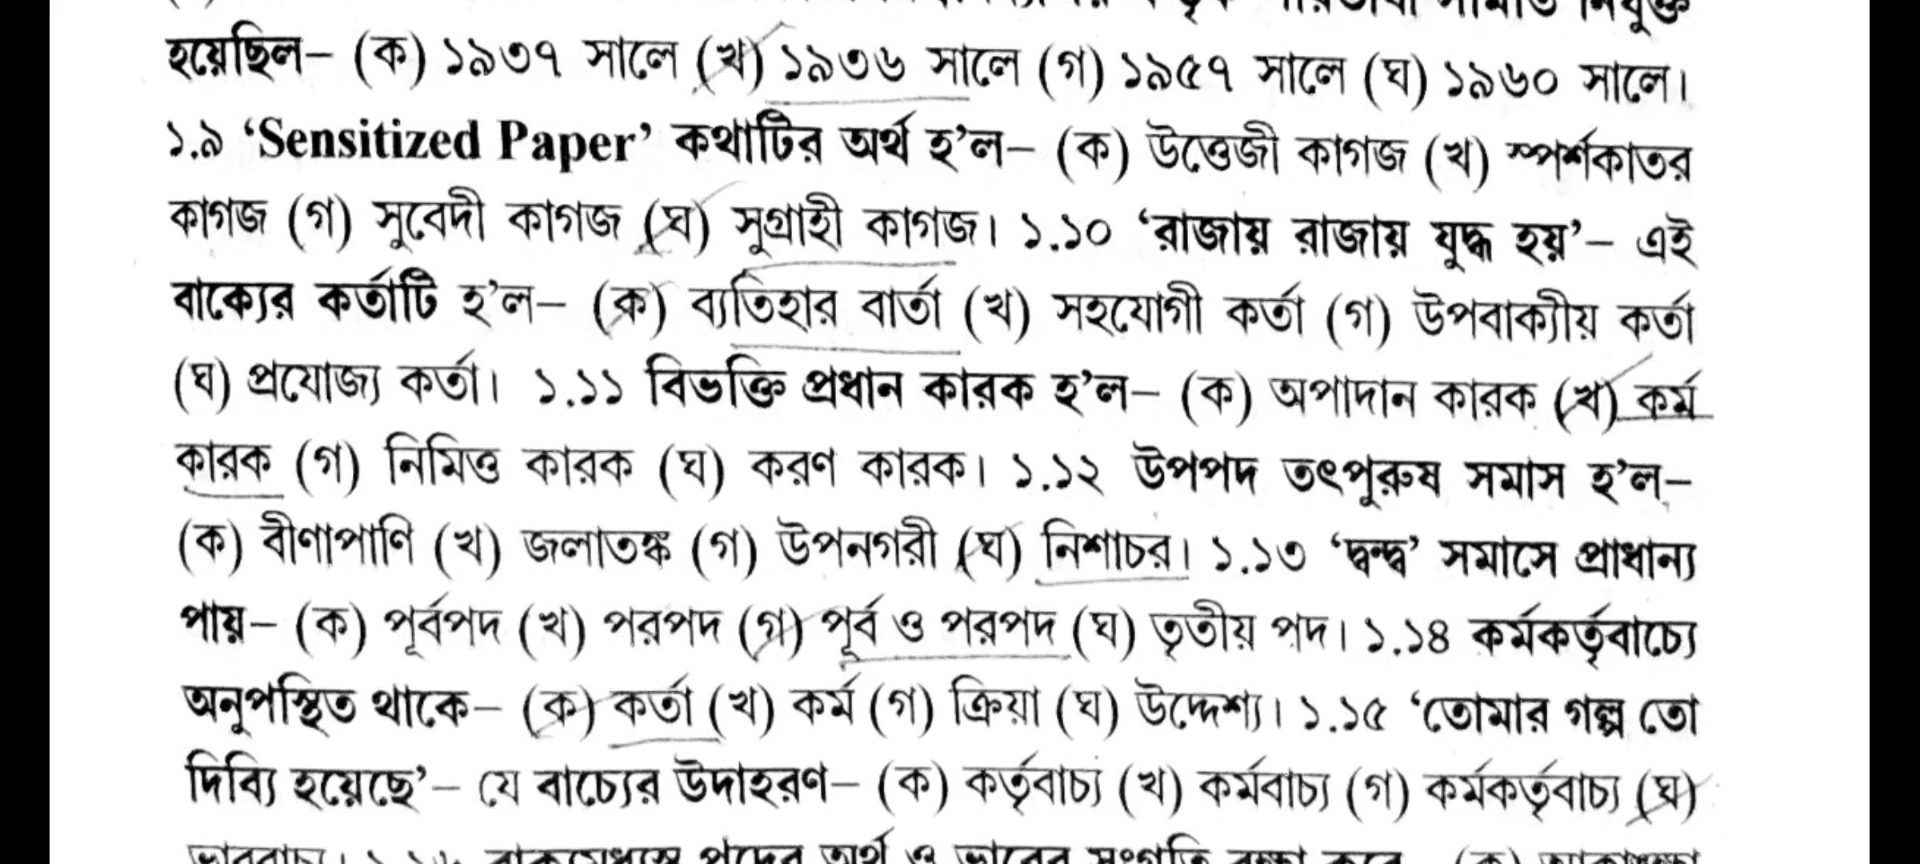 হয়েছিল– (ক) ১৯৩৭ সালে (খ) ১৯৩৬ সালে (গ) ১৯৫৭ সালে (ঘ) ১৯৬০ সালে।
১.৯ ‘Sensitized Paper’ কথাটির অর্থ হ’ল– (ক) উত্তেজী কাগজ (খ) স্পর্শকাতর
কাগজ (গ) সুবেদী কাগজ (ঘ) সুগ্রাহী কাগজ। ১.১০ ‘রাজায় রাজায় যুদ্ধ হয়’– এই
বাক্যের কর্তাটি হ’ল– (ক) ব্যতিহার বার্তা (খ) সহযোগী কর্তা (গ) উপবাক্যীয় কর্তা
(ঘ) প্রযোজ্য কর্তা। ১.১১ বিভক্তি প্রধান কারক হ’ল– (ক) অপাদান কারক (খ) কর্ম
কারক (গ) নিমিত্ত কারক (ঘ) করণ কারক। ১.১২ উপপদ তৎপুরুষ সমাস হ’ল–
(ক) বীণাপাণি (খ) জলাতঙ্ক (গ) উপনগরী (ঘ) নিশাচর। ১.১৩ ‘দ্বন্দ্ব’ সমাসে প্রাধান্য
পায়– (ক) পূর্বপদ (খ) পরপদ (গ) পূর্ব ও পরপদ (ঘ) তৃতীয় পদ। ১.১৪ কর্মকর্তৃবাচ্যে
অনুপস্থিত থাকে– (ক) কর্তা (খ) কর্ম (গ) ক্রিয়া (ঘ) উদ্দেশ্য। ১.১৫ ‘তোমার গল্প তো
দিব্যি হয়েছে’– যে বাচ্যের উদাহরণ– (ক) কর্তৃবাচ্য (খ) কর্মবাচ্য (গ) কর্মকর্তৃবাচ্য (ঘ)